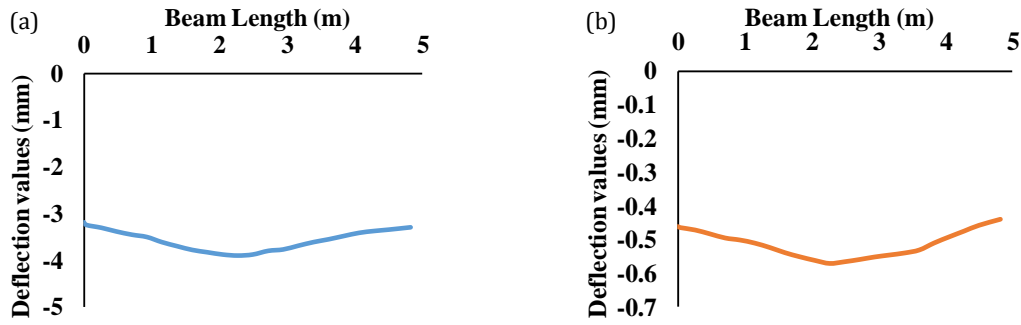 (a)
Beam Length (m)
0 1 2 3 4 5
Deflection values (mm)
0
-1
-2
-3
-4
-5
(b)
Beam Length (m)
0 1 2 3 4 5
Deflection values (mm)
0
-0.1
-0.2
-0.3
-0.4
-0.5
-0.6
-0.7